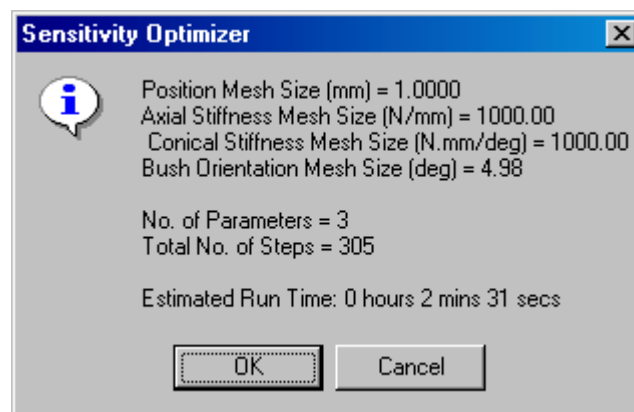 Sensitivity Optimizer
Position Mesh Size (mm) = 1.0000
Axial Stiffness Mesh Size (N/mm) = 1000.00
Conical Stiffness Mesh Size (N.mm/deg) = 1000.00
Bush Orientation Mesh Size (deg) = 4.98
No. of Parameters = 3
Total No. of Steps = 305
Estimated Run Time: 0 hours 2 mins 31 secs
OK
Cancel